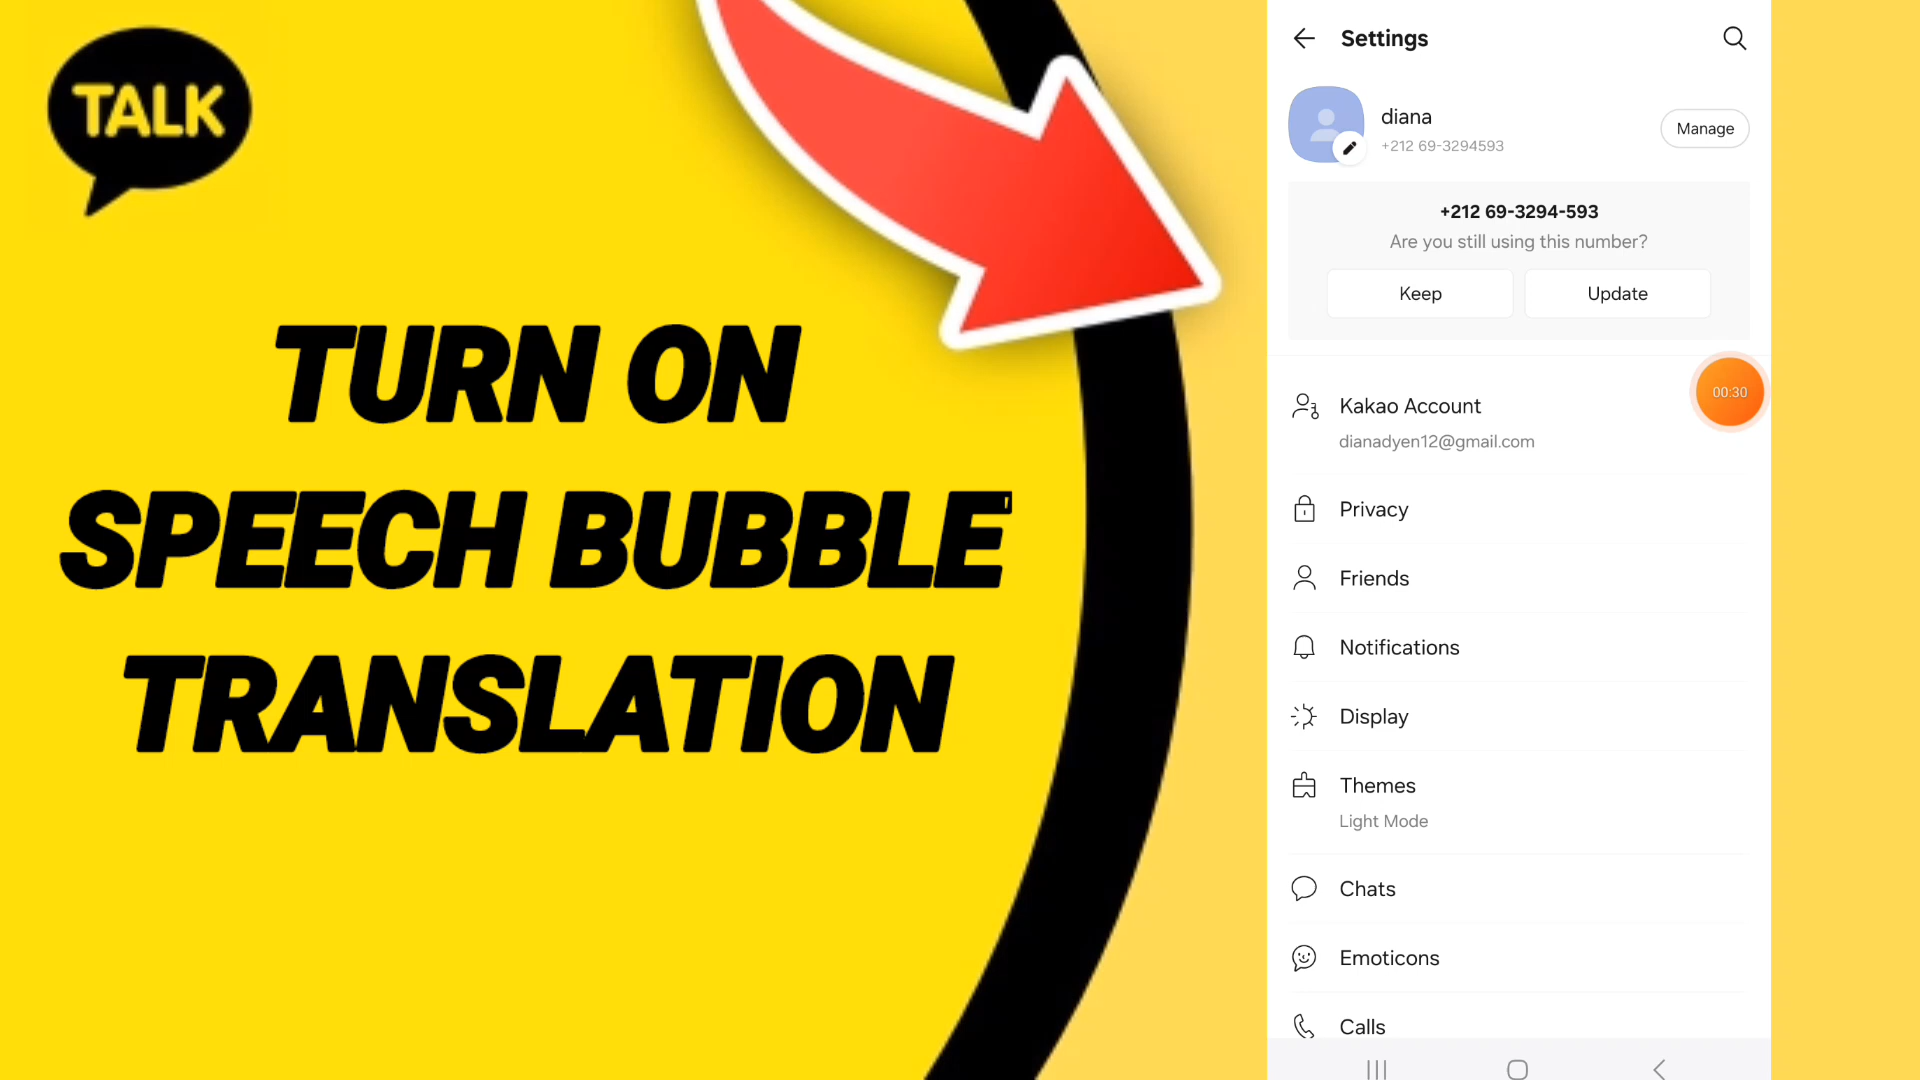 TALK
TURN ON
SPEECH BUBBLE'
TRANSLATION
Settings
diana
+212 69-3294593
Manage
+212 69-3294-593
Are you still using this number?
Keep
Update
00:30
Kakao Account
dianadyen12@gmail.com
Privacy
Friends
Notifications
Display
Themes
Light Mode
Chats
Emoticons
Calls